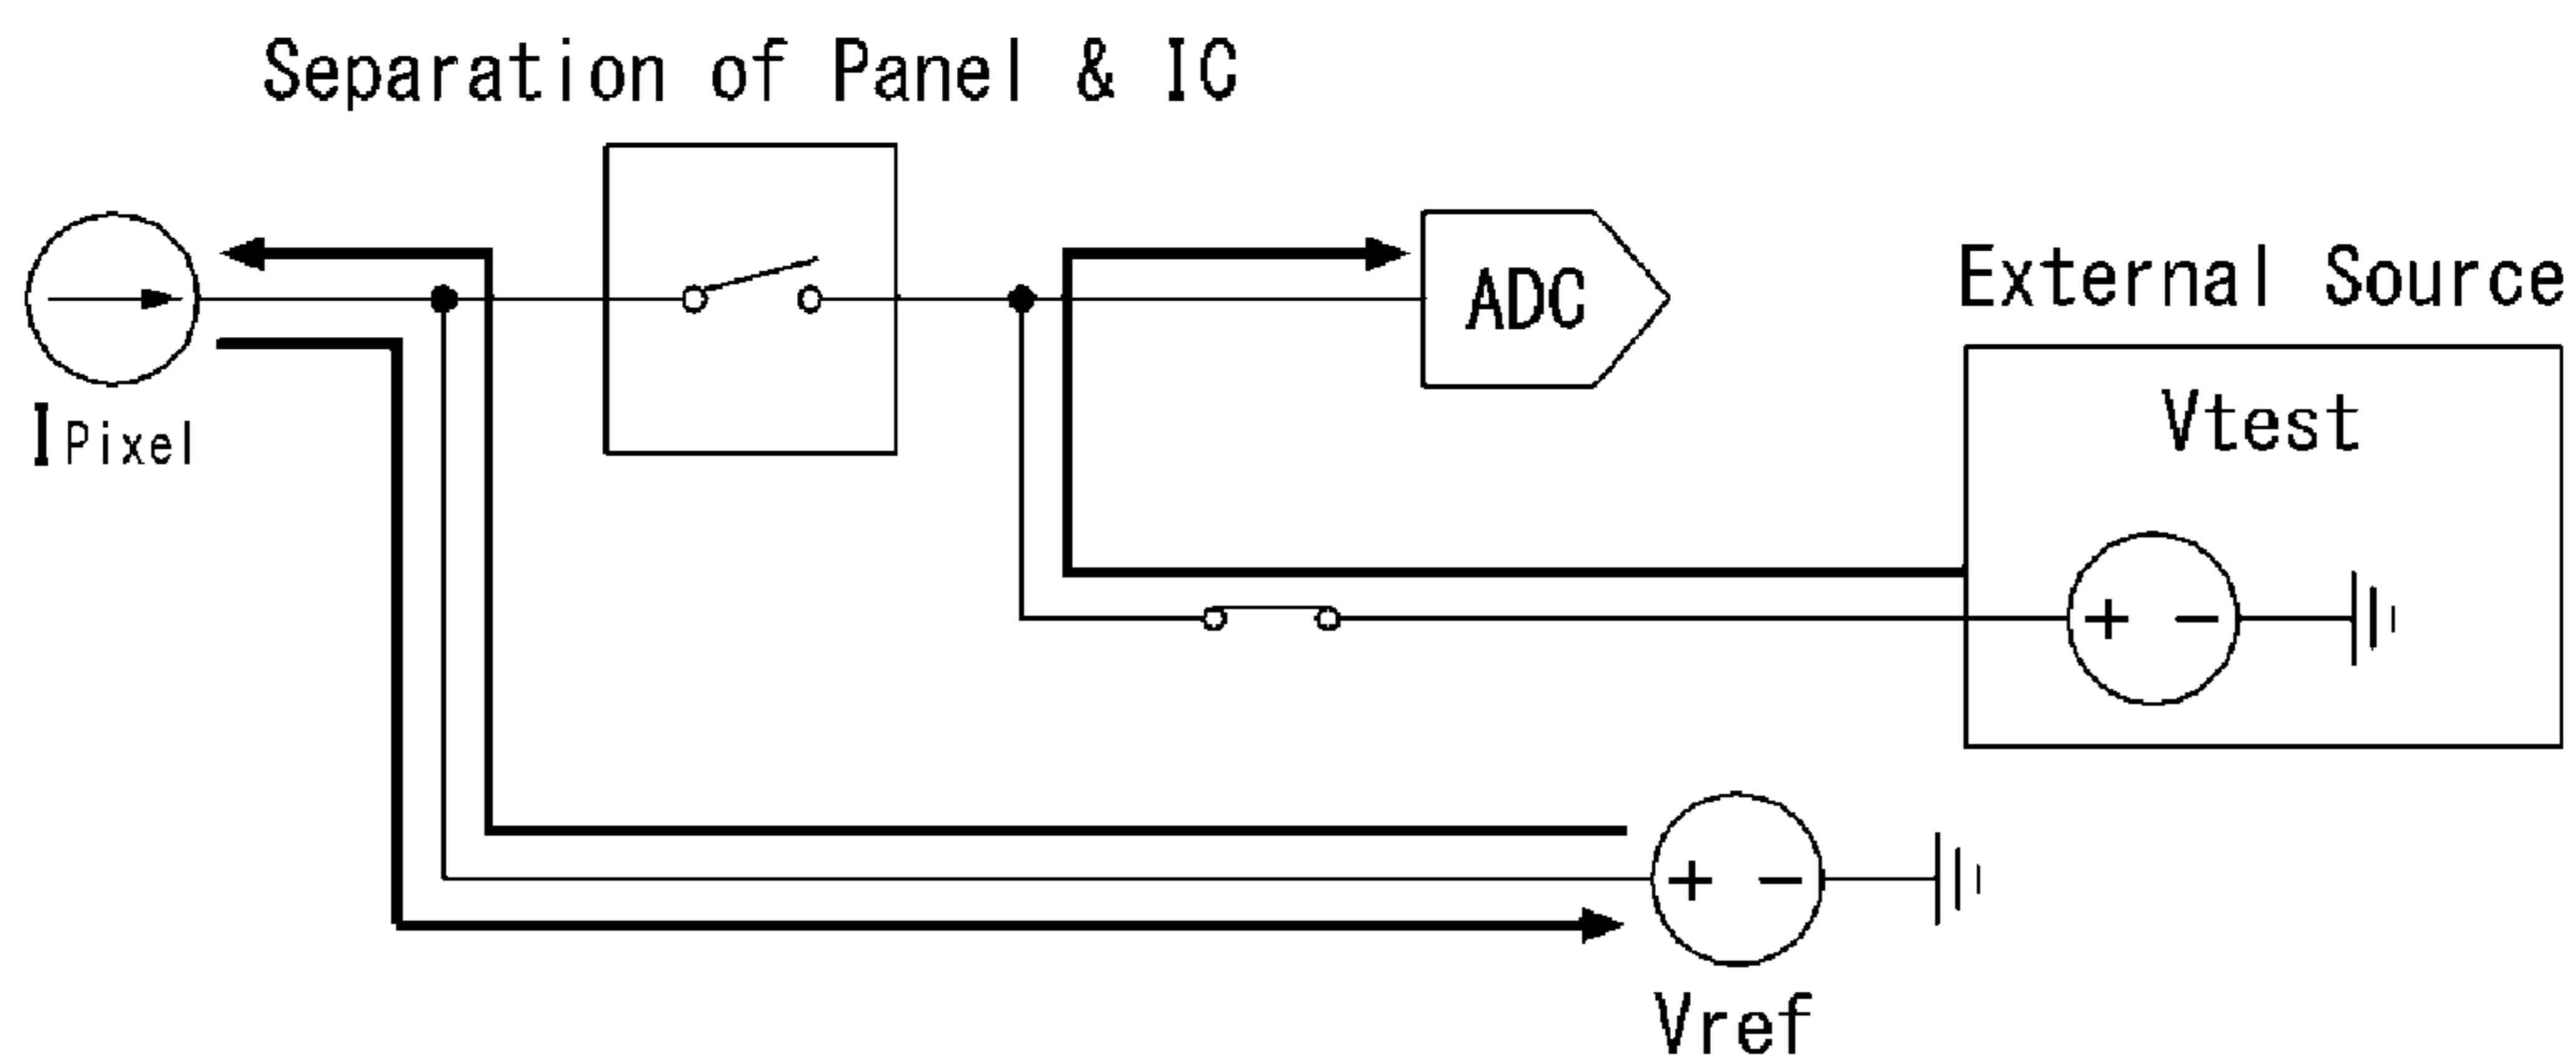 Separation of Panel & IC
ADC
External Source
IPixel
Vtest
+ -
+ -
Vref